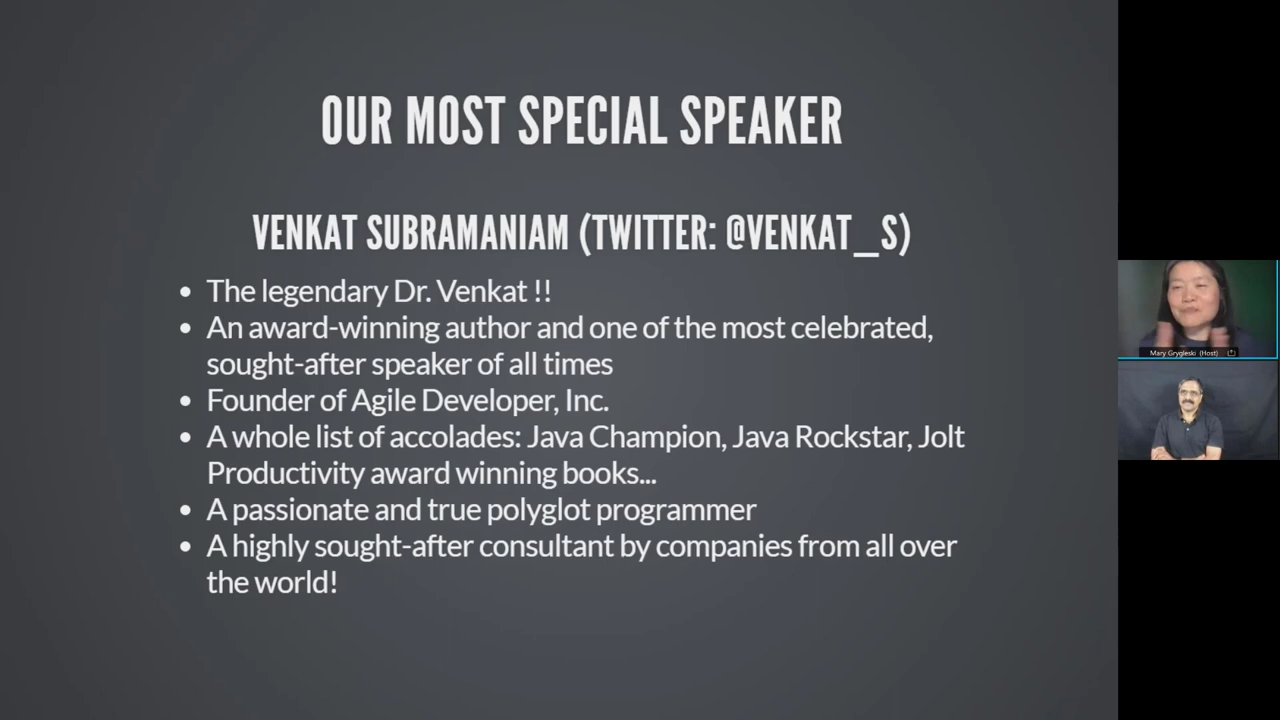 OUR MOST SPECIAL SPEAKER
VENKAT SUBRAMANIAM (TWITTER: @VENKAT_S)
The legendary Dr. Venkat !!
An award-winning author and one of the most celebrated,
sought-after speaker of all times
Founder of Agile Developer, Inc.
A whole list of accolades: Java Champion, Java Rockstar, Jolt
Productivity award winning books...
A passionate and true polyglot programmer
A highly sought-after consultant by companies from all over
the world!
Mary Grygleski (Host)